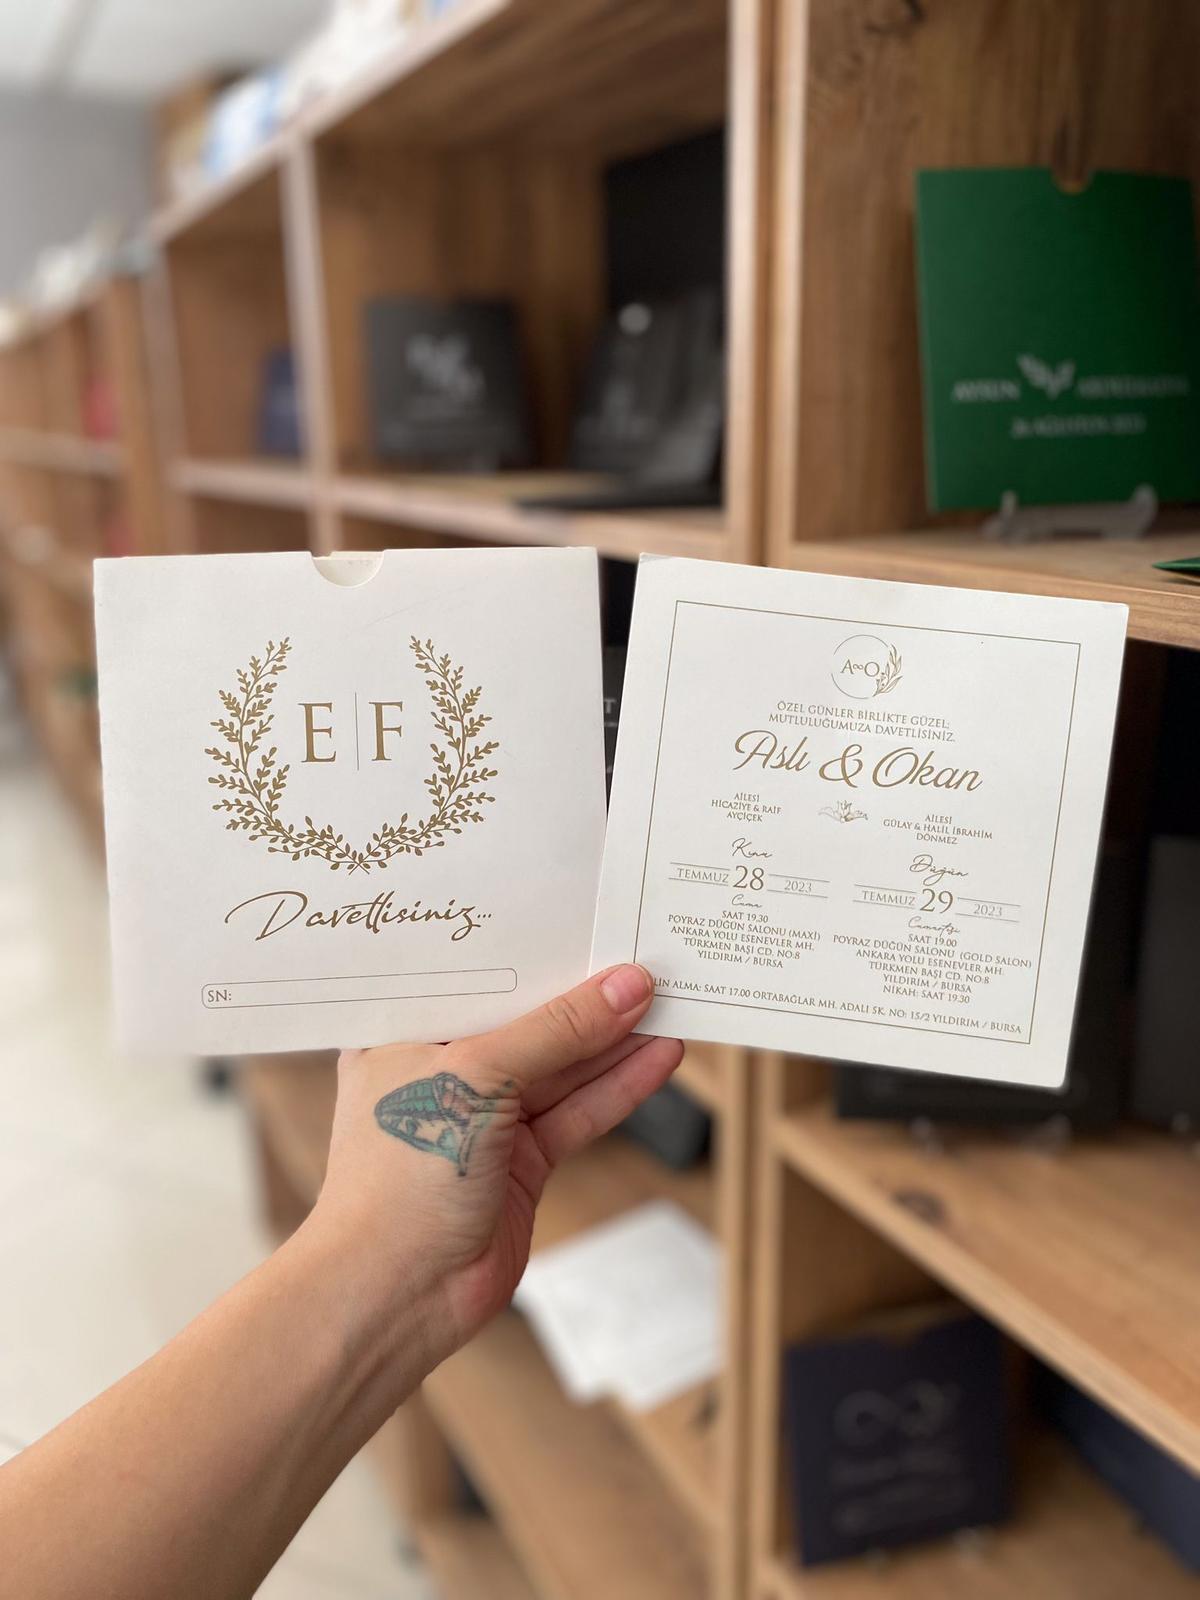 E | F
Davetlisiniz...
SN:
A∞O
ÖZEL GÜNLER BİRLİKTE GÜZEL;
MUTLULUĞUMUZA DAVETLİSİNİZ.
Aslı & Okan
AİLESİ
HİCAZİYE & RAİF
AYÇİÇEK
AİLESİ
GÜLAY & HALİL İBRAHİM
DÖNMEZ
Kına
TEMMUZ 28 2023
Cuma
SAAT 19.30
POYRAZ DÜĞÜN SALONU (MAXİ)
ANKARA YOLU ESENEVLER MH.
TÜRKMEN BAŞI CD. NO:8
YILDIRIM / BURSA
Düğün
TEMMUZ 29 2023
Cumartesi
SAAT 19.00
POYRAZ DÜĞÜN SALONU (GOLD SALON)
ANKARA YOLU ESENEVLER MH.
TÜRKMEN BAŞI CD. NO:8
YILDIRIM / BURSA
NİKAH: SAAT 19.30
LİN ALMA: SAAT 17.00 ORTABAĞLAR MH. ADALI SK. NO: 15/2 YILDIRIM / BURSA
AYSUN
26 AĞUSTOS 2023